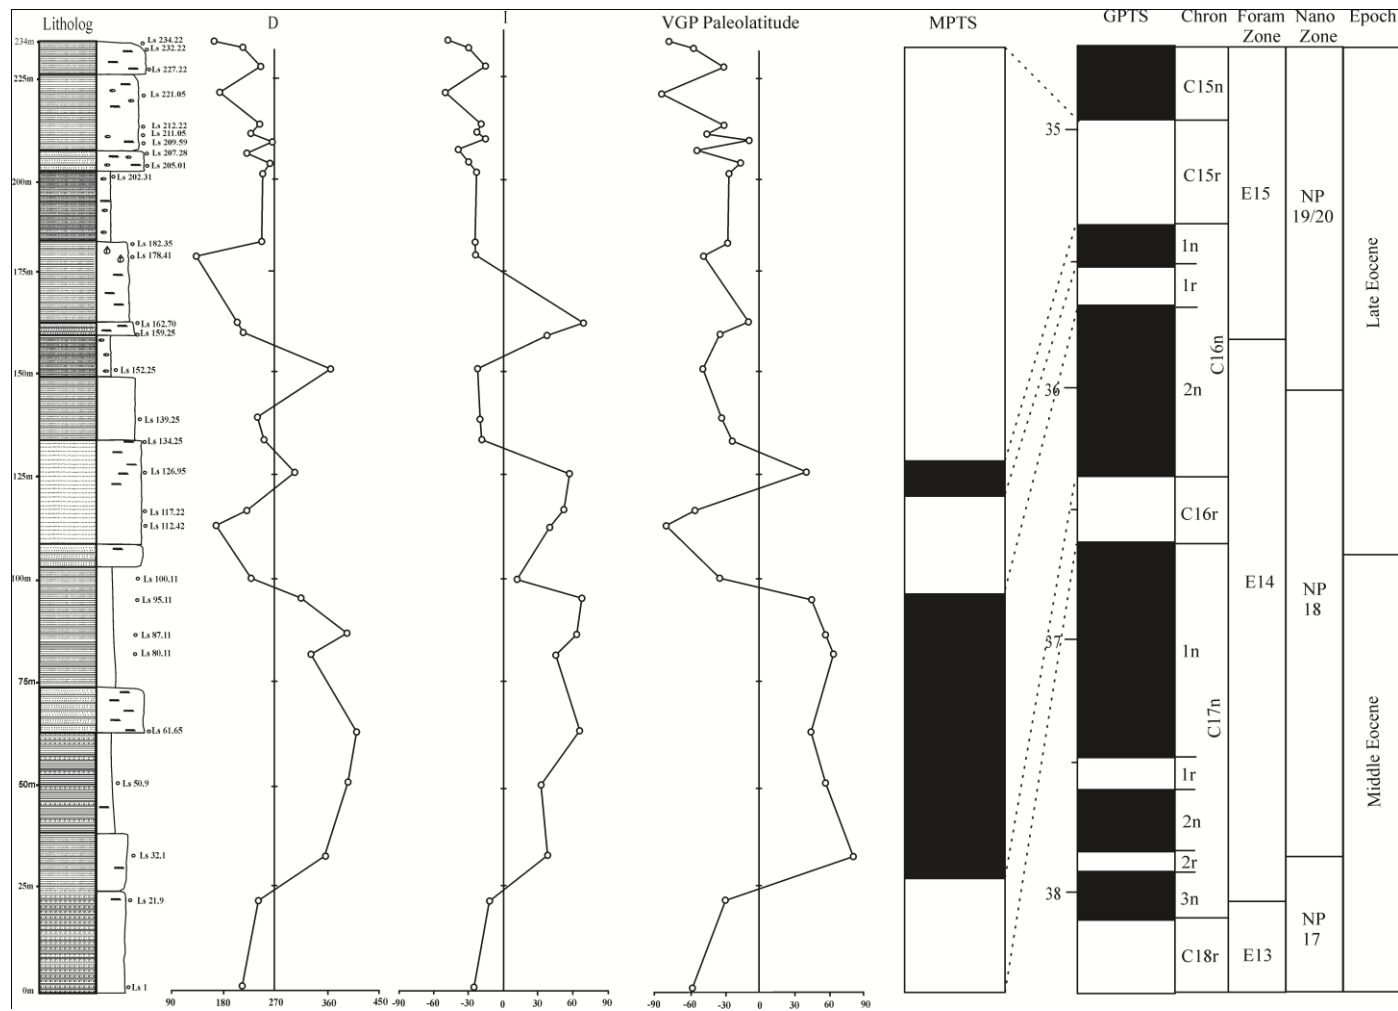 Litholog
D
I
VGP Paleolatitude
MPTS
GPTS
Chron
Foram Zone
Nano Zone
Epoch
234m
225m
200m
175m
150m
125m
100m
75m
50m
25m
0m
Ls 234.22
Ls 232.22
Ls 227.22
Ls 221.05
Ls 212.22
Ls 211.05
Ls 209.59
Ls 207.28
Ls 205.01
Ls 202.31
Ls 182.35
Ls 178.41
Ls 162.70
Ls 159.25
Ls 152.25
Ls 139.25
Ls 134.25
Ls 126.95
Ls 117.22
Ls 112.42
Ls 100.11
Ls 95.11
Ls 87.11
Ls 80.11
Ls 61.65
Ls 50.9
Ls 32.1
Ls 21.9
Ls 1
90 180 270 360 450
-90 -60 -30 0 30 60 90
-90 -60 -30 0 30 60 90
35
36
37
38
C15n
C15r
1n
1r
2n
C16n
C16r
1n
C17n
1r
2n
2r
3n
C18r
E15
E14
E13
NP
19/20
NP
18
NP
17
Late Eocene
Middle Eocene